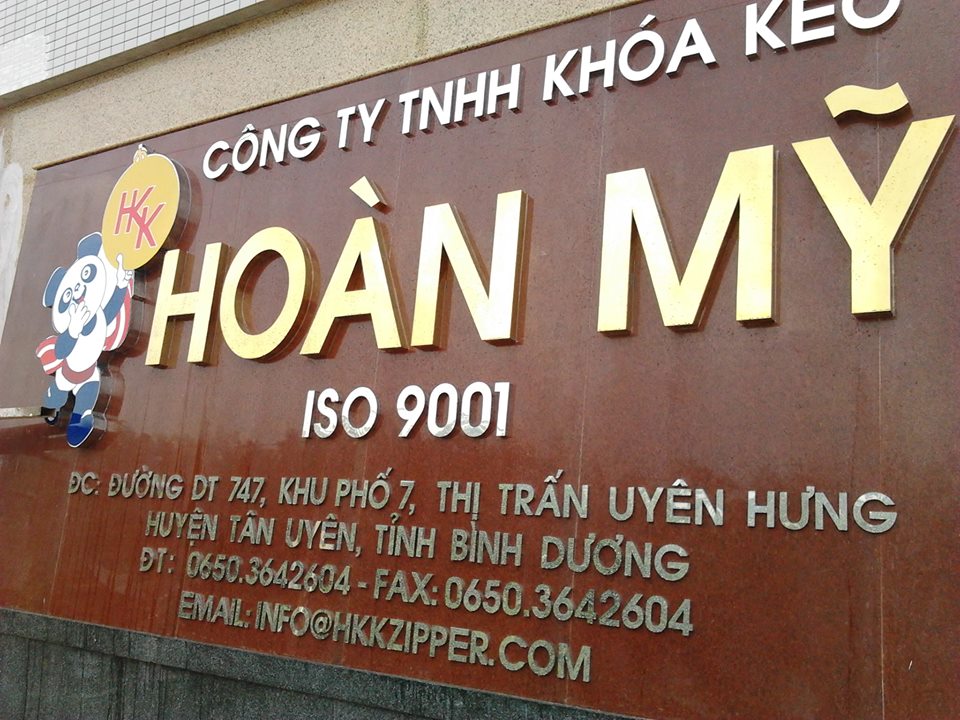 CÔNG TY TNHH KHÓA KÉO
HKK
HOÀN MỸ
ISO 9001
ĐC: ĐƯỜNG DT 747, KHU PHỐ 7, THỊ TRẤN UYÊN HƯNG
HUYỆN TÂN UYÊN, TỈNH BÌNH DƯƠNG
ĐT: 0650.3642604 - FAX: 0650.3642604
EMAIL: INFO@HKKZIPPER.COM